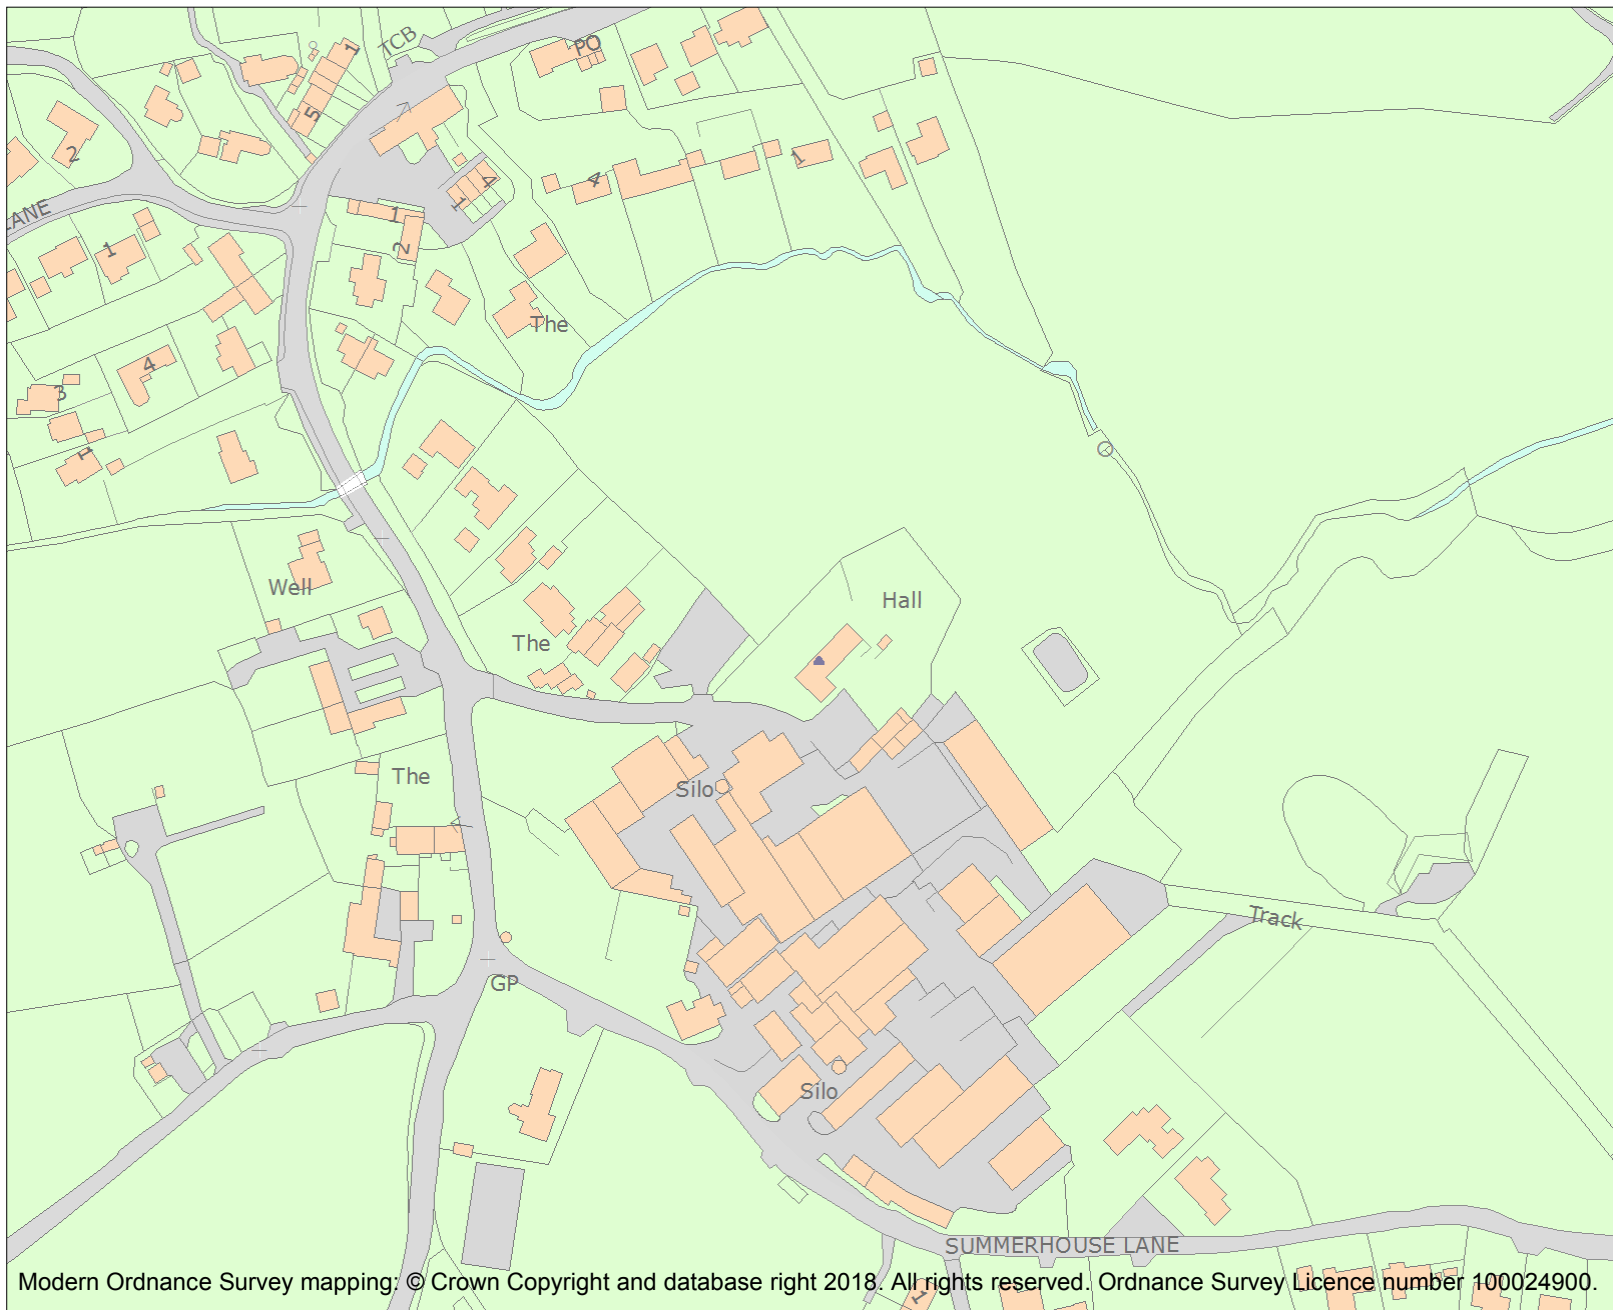 TCB
1
PO
5
2
4
1
4
1
LANE
1
2
1
The
4
3
1
Well
Hall
The
The
Silo
Track
GP
Silo
SUMMERHOUSE LANE
Modern Ordnance Survey mapping: © Crown Copyright and database right 2018. All rights reserved. Ordnance Survey Licence number 100024900.
1